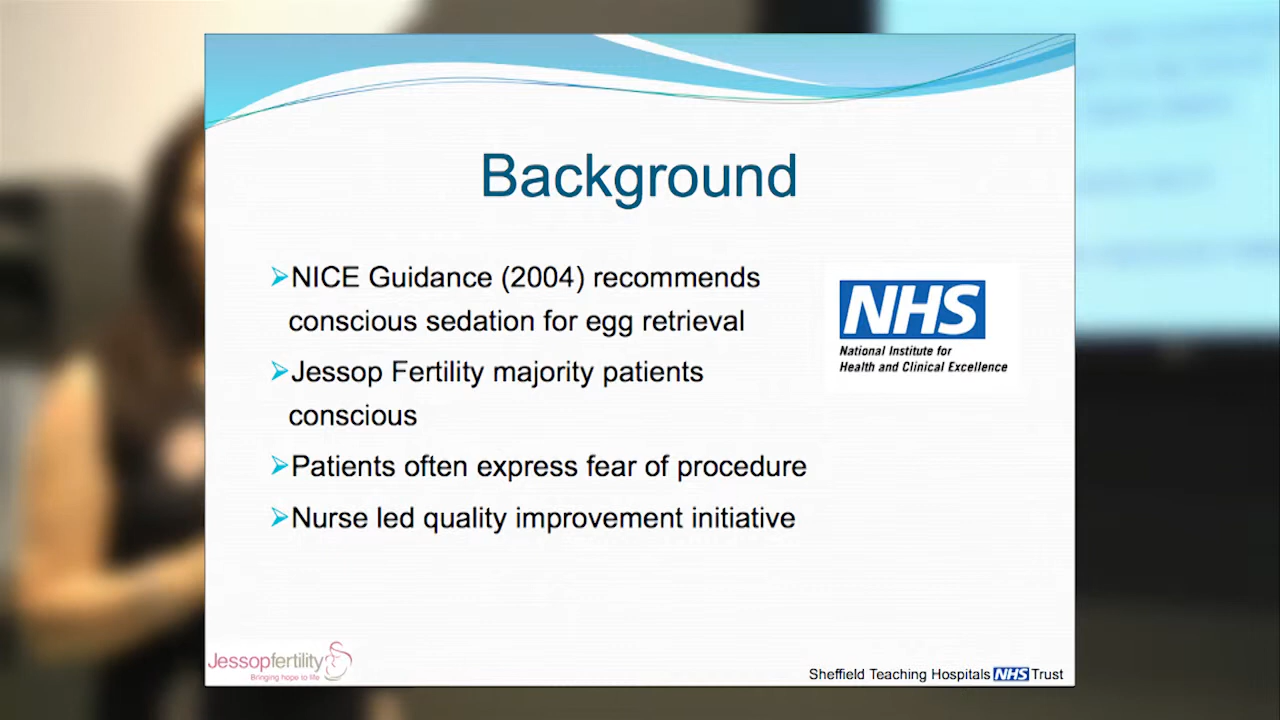 Background
➢NICE Guidance (2004) recommends
conscious sedation for egg retrieval
➢Jessop Fertility majority patients
conscious
➢Patients often express fear of procedure
➢Nurse led quality improvement initiative
NHS
National Institute for
Health and Clinical Excellence
Jessopfertility
Bringing hope to life
Sheffield Teaching Hospitals NHS Trust